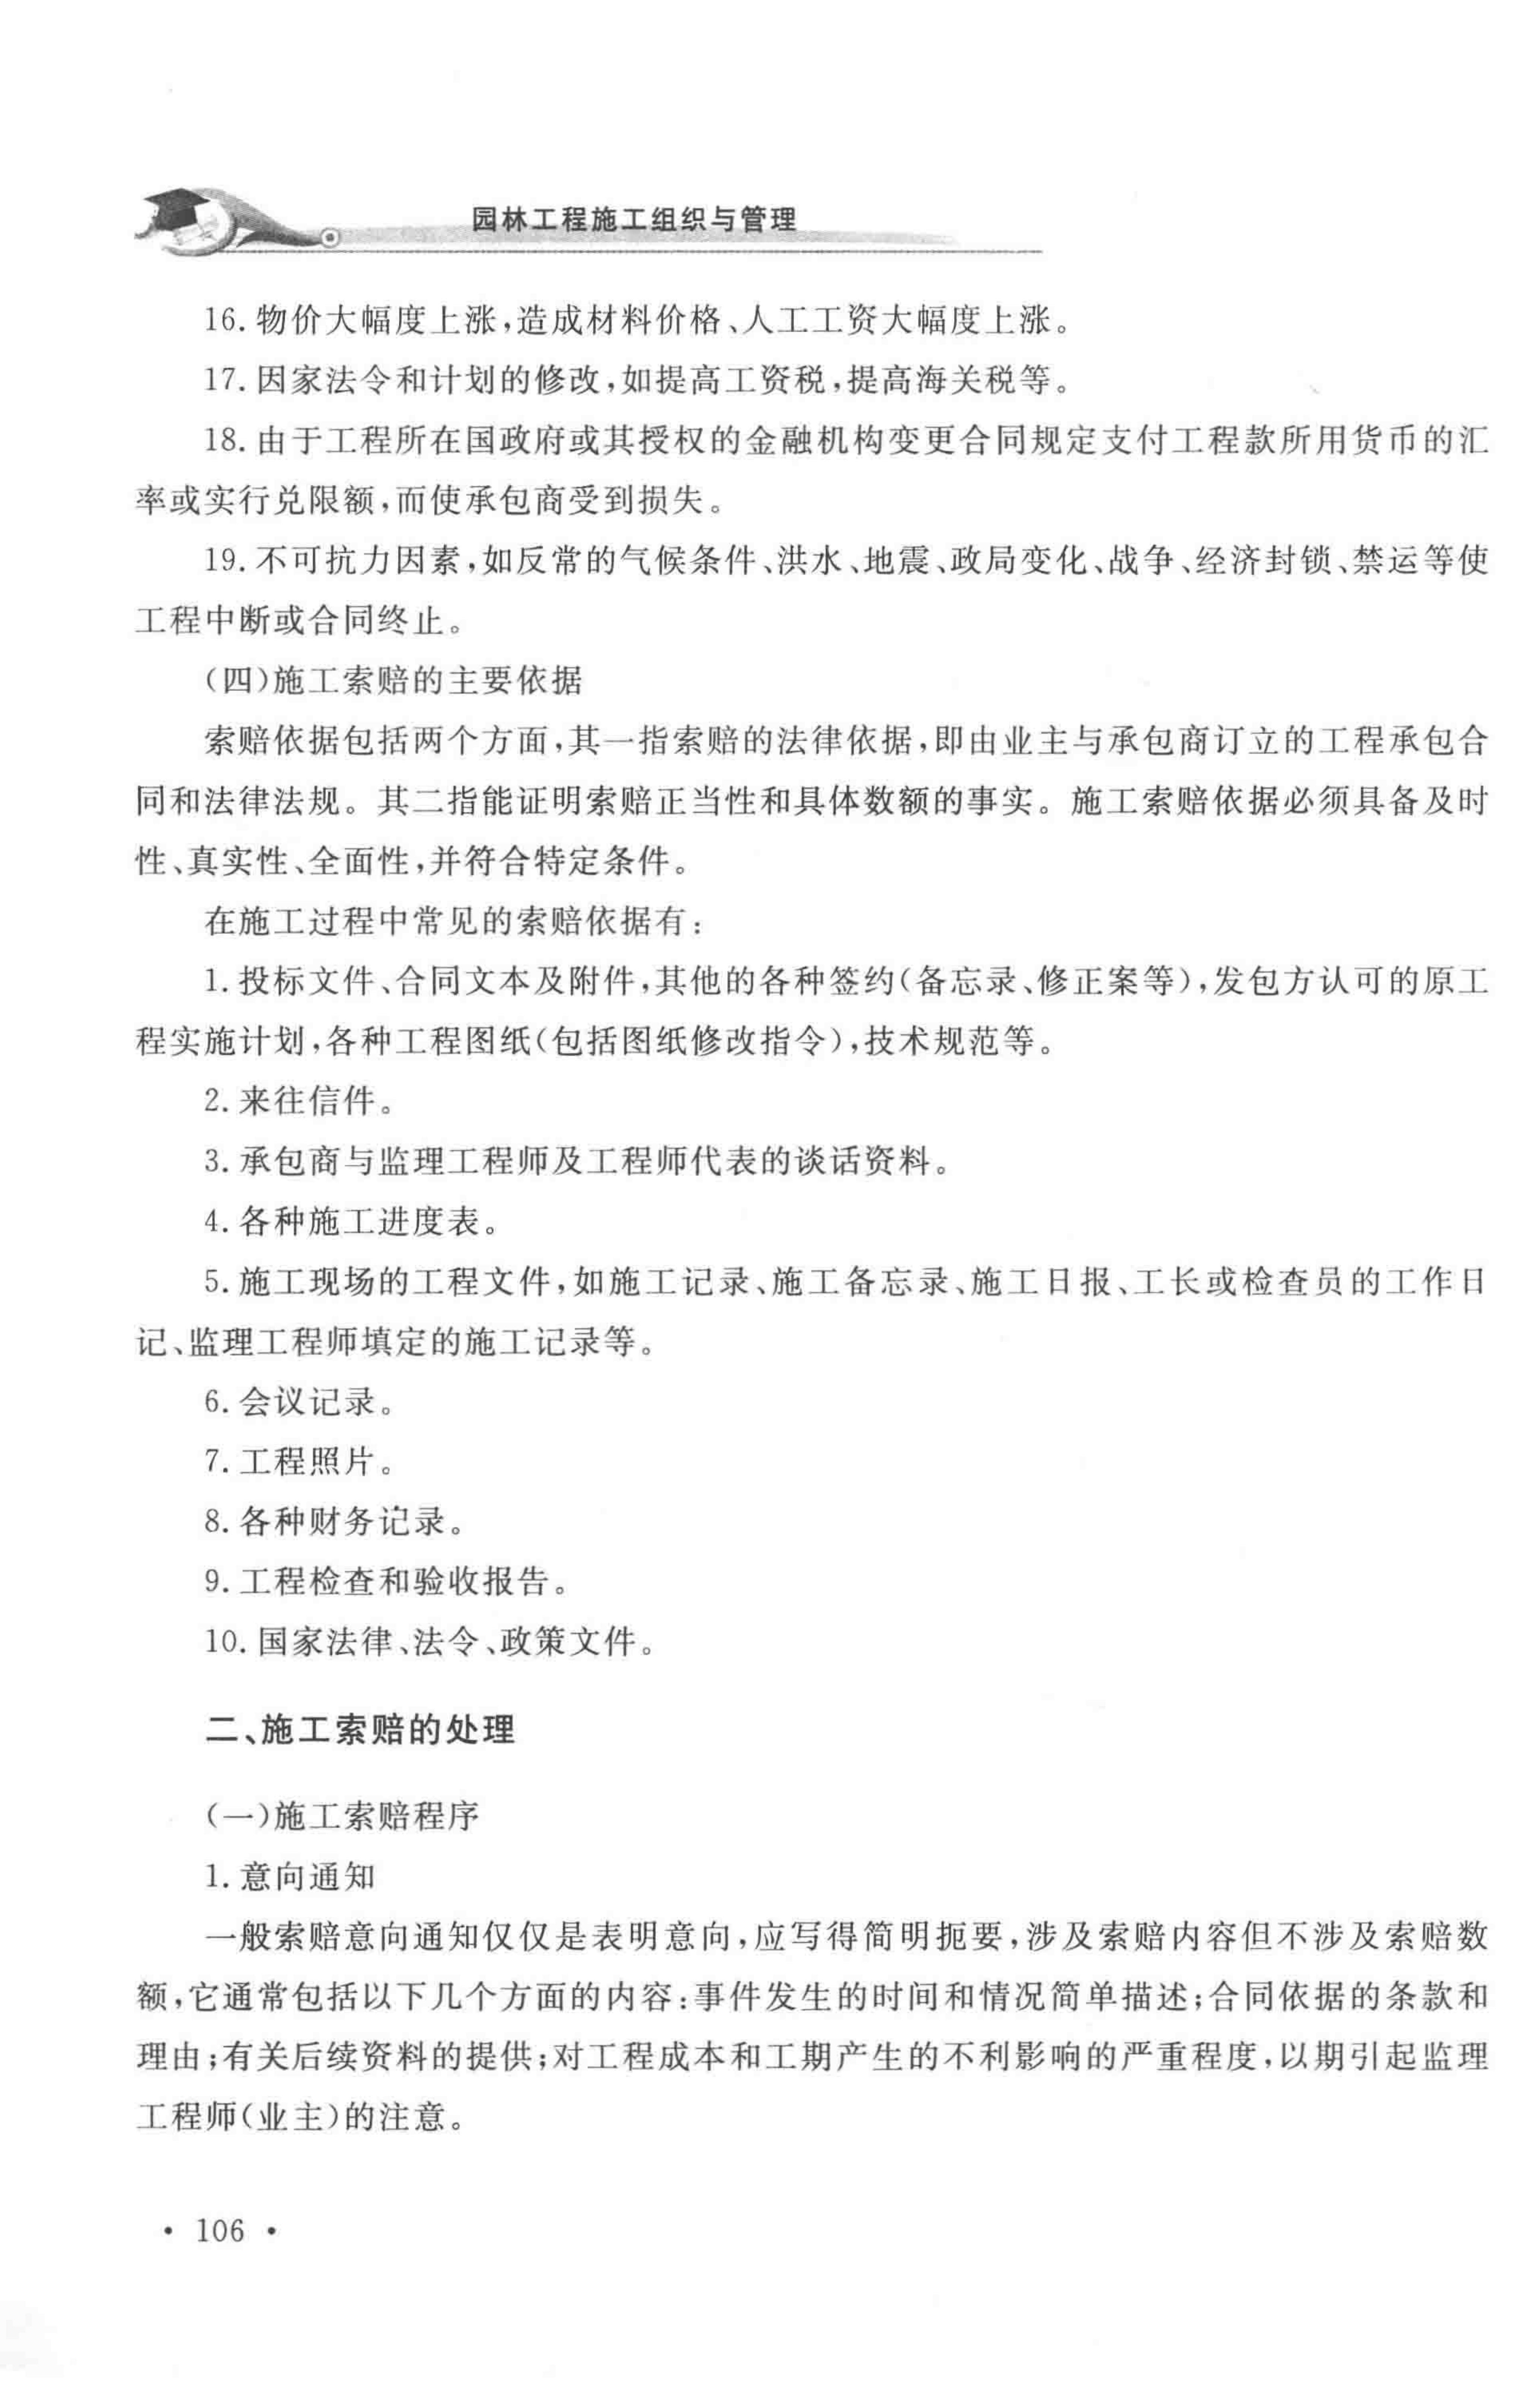 园林工程施工组织与管理
16.物价大幅度上涨,造成材料价格、人工工资大幅度上涨。
17.因家法令和计划的修改,如提高工资税,提高海关税等。
18.由于工程所在国政府或其授权的金融机构变更合同规定支付工程款所用货币的汇
率或实行兑限额,而使承包商受到损失。
19.不可抗力因素,如反常的气候条件、洪水、地震、政局变化、战争、经济封锁、禁运等使
工程中断或合同终止。
(四)施工索赔的主要依据
索赔依据包括两个方面,其一指索赔的法律依据,即由业主与承包商订立的工程承包合
同和法律法规。其二指能证明索赔正当性和具体数额的事实。施工索赔依据必须具备及时
性、真实性、全面性,并符合特定条件。
在施工过程中常见的索赔依据有:
1.投标文件、合同文本及附件,其他的各种签约(备忘录、修正案等),发包方认可的原工
程实施计划,各种工程图纸(包括图纸修改指令),技术规范等。
2.来往信件。
3.承包商与监理工程师及工程师代表的谈话资料。
4.各种施工进度表。
5.施工现场的工程文件,如施工记录、施工备忘录、施工日报、工长或检查员的工作日
记、监理工程师填定的施工记录等。
6.会议记录。
7.工程照片。
8.各种财务记录。
9.工程检查和验收报告。
10.国家法律、法令、政策文件。
二、施工索赔的处理
(一)施工索赔程序
1.意向通知
一般索赔意向通知仅仅是表明意向,应写得简明扼要,涉及索赔内容但不涉及索赔数
额,它通常包括以下几个方面的内容:事件发生的时间和情况简单描述;合同依据的条款和
理由;有关后续资料的提供;对工程成本和工期产生的不利影响的严重程度,以期引起监理
工程师(业主)的注意。
• 106 •